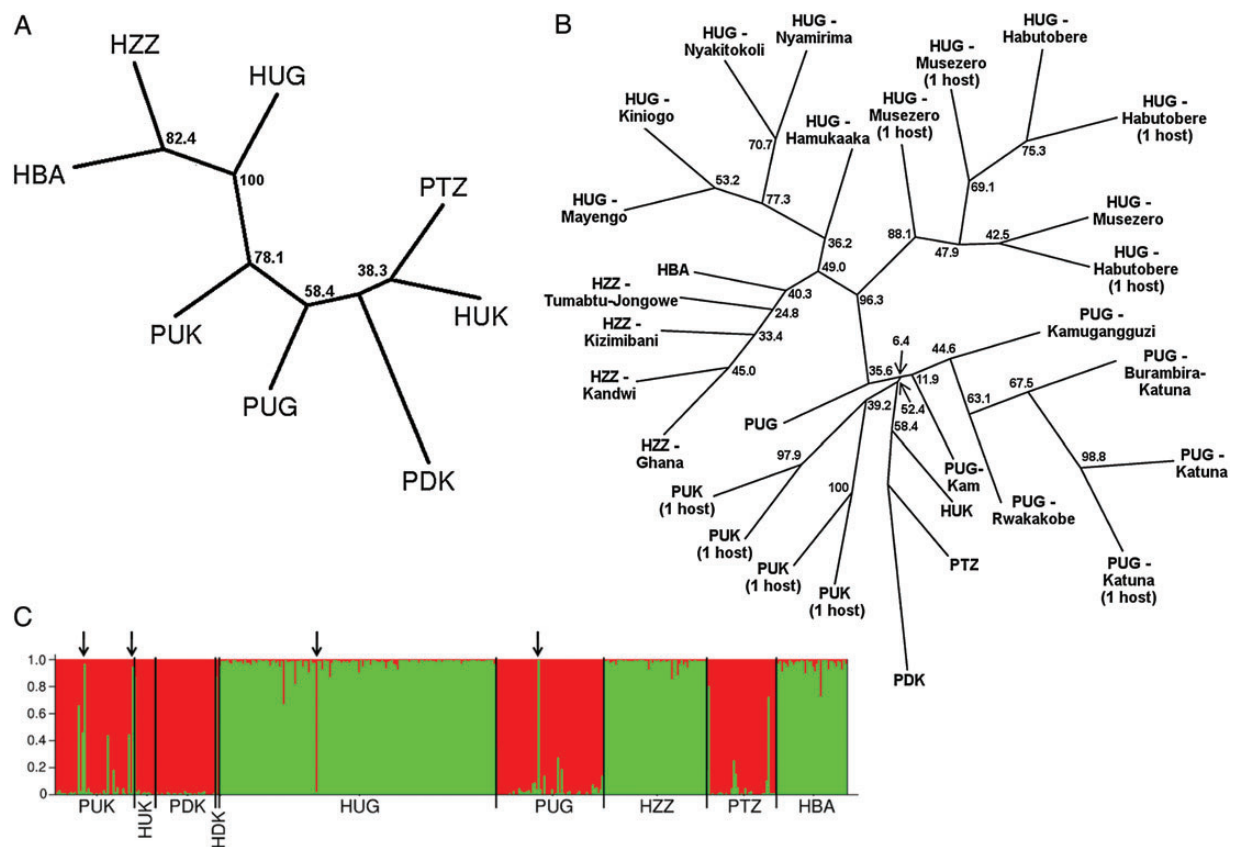 A
HZZ
HUG
82.4
HBA
100
PTZ
78.1
58.4
38.3
PUK
HUK
PUG
PDK
B
HUG -
Nyamirima
HUG -
Nyakitokoli
HUG -
Habutobere
HUG -
Musezero
(1 host)
HUG -
Kiniogo
HUG -
Hamukaaka
HUG -
Musezero
(1 host)
HUG -
Habutobere
(1 host)
70.7
75.3
53.2
69.1
HUG -
Mayengo
77.3
HUG -
Musezero
88.1
42.5
36.2
47.9
HUG -
Habutobere
(1 host)
49.0
HBA
40.3
HZZ -
Tumabtu-Jongowe
24.8
96.3
HZZ -
Kizimibani
33.4
PUG -
Kamugangguzi
6.4
44.6
45.0
35.6
11.9
PUG -
Burambira-
Katuna
HZZ -
Kandwi
39.2
67.5
63.1
PUG
52.4
58.4
HZZ -
Ghana
97.9
98.8
PUG -
Katuna
PUG-
Kam
PUK
(1 host)
100
HUK
PUG -
Rwakakobe
PUK
(1 host)
PTZ
PUK
(1 host)
PUK
(1 host)
PUG -
Katuna
(1 host)
PDK
C
1.0
0.8
0.6
0.4
0.2
0
PUK
HUK
PDK
HDK
HUG
PUG
HZZ
PTZ
HBA